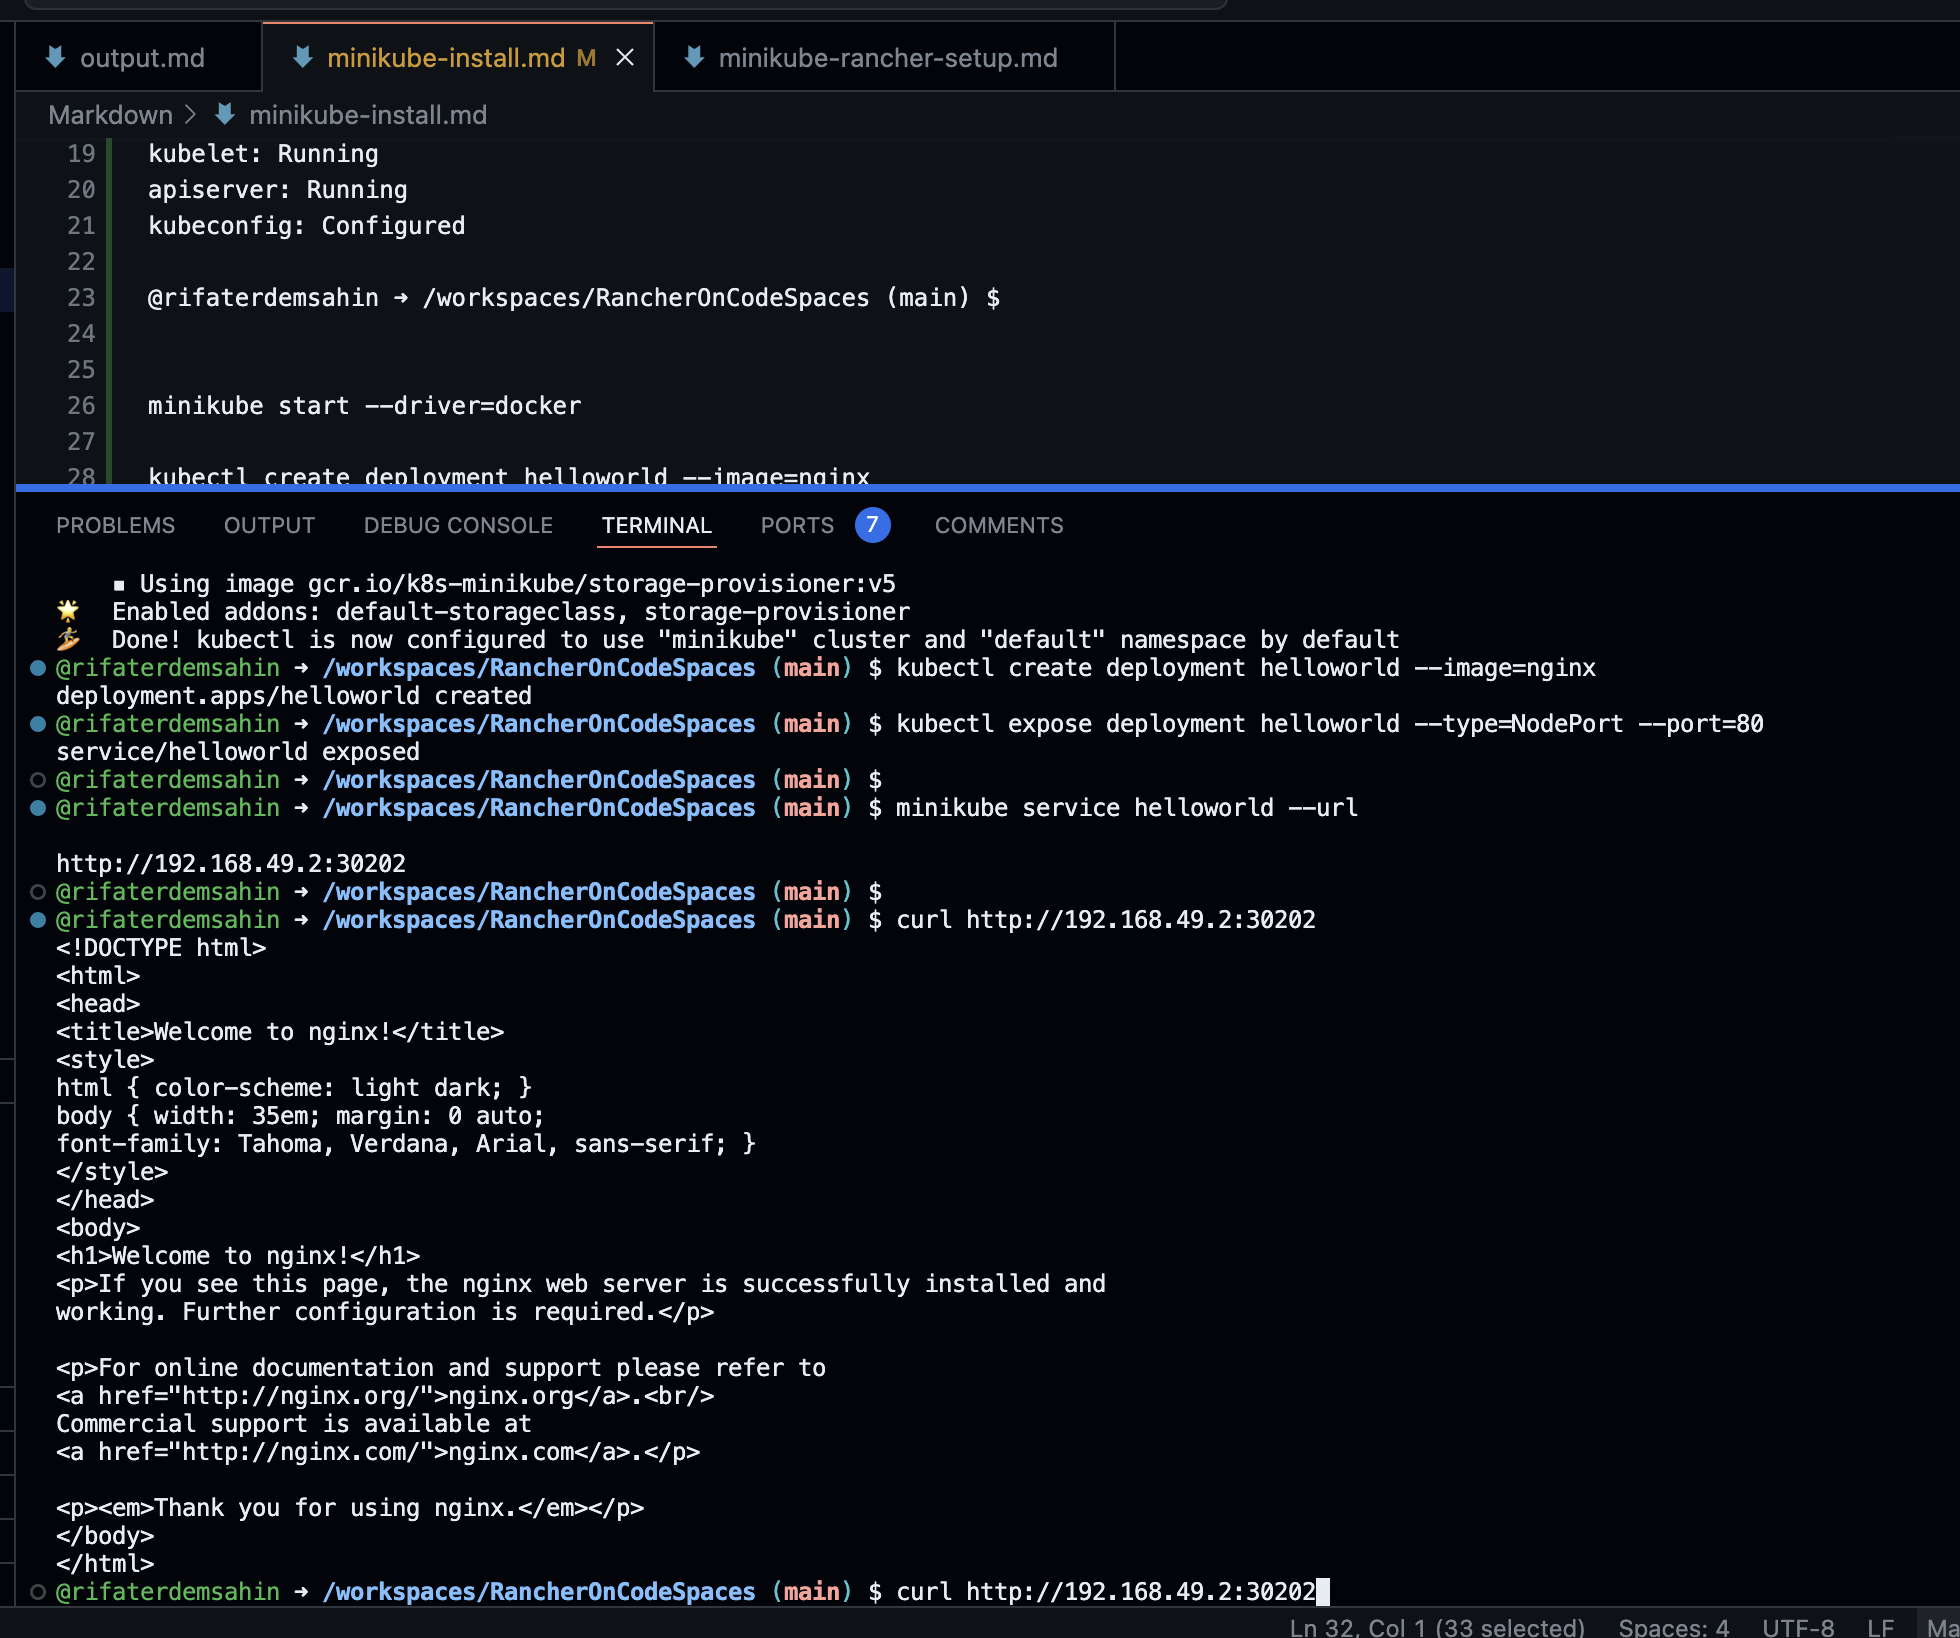 output.md
minikube-install.md M
minikube-rancher-setup.md
Markdown > minikube-install.md
19 kubelet: Running
20 apiserver: Running
21 kubeconfig: Configured
22
23 @rifaterdemsahin ➜ /workspaces/RancherOnCodeSpaces (main) $
24
25
26 minikube start --driver=docker
27
28 kubectl create deployment helloworld --image=nginx
PROBLEMS OUTPUT DEBUG CONSOLE TERMINAL PORTS 7 COMMENTS
▪ Using image gcr.io/k8s-minikube/storage-provisioner:v5
🌟 Enabled addons: default-storageclass, storage-provisioner
🏄 Done! kubectl is now configured to use "minikube" cluster and "default" namespace by default
@rifaterdemsahin ➜ /workspaces/RancherOnCodeSpaces (main) $ kubectl create deployment helloworld --image=nginx
deployment.apps/helloworld created
@rifaterdemsahin ➜ /workspaces/RancherOnCodeSpaces (main) $ kubectl expose deployment helloworld --type=NodePort --port=80
service/helloworld exposed
@rifaterdemsahin ➜ /workspaces/RancherOnCodeSpaces (main) $
@rifaterdemsahin ➜ /workspaces/RancherOnCodeSpaces (main) $ minikube service helloworld --url
http://192.168.49.2:30202
@rifaterdemsahin ➜ /workspaces/RancherOnCodeSpaces (main) $
@rifaterdemsahin ➜ /workspaces/RancherOnCodeSpaces (main) $ curl http://192.168.49.2:30202
<!DOCTYPE html>
<html>
<head>
<title>Welcome to nginx!</title>
<style>
html { color-scheme: light dark; }
body { width: 35em; margin: 0 auto;
font-family: Tahoma, Verdana, Arial, sans-serif; }
</style>
</head>
<body>
<h1>Welcome to nginx!</h1>
<p>If you see this page, the nginx web server is successfully installed and
working. Further configuration is required.</p>
<p>For online documentation and support please refer to
<a href="http://nginx.org/">nginx.org</a>.<br/>
Commercial support is available at
<a href="http://nginx.com/">nginx.com</a>.</p>
<p><em>Thank you for using nginx.</em></p>
</body>
</html>
@rifaterdemsahin ➜ /workspaces/RancherOnCodeSpaces (main) $ curl http://192.168.49.2:30202
Ln 32, Col 1 (33 selected) Spaces: 4 UTF-8 LF Ma